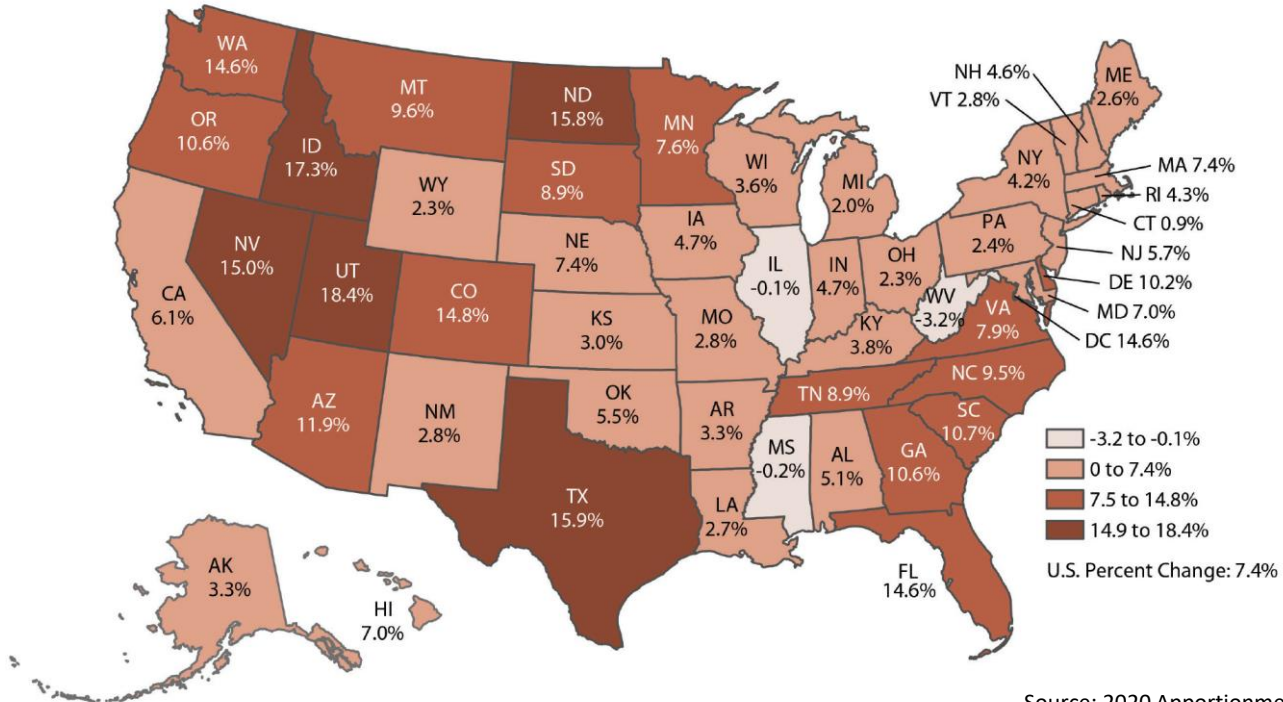 WA
14.6%
OR
10.6%
CA
6.1%
ID
17.3%
NV
15.0%
MT
9.6%
WY
2.3%
UT
18.4%
CO
14.8%
AZ
11.9%
NM
2.8%
ND
15.8%
SD
8.9%
NE
7.4%
KS
3.0%
OK
5.5%
TX
15.9%
MN
7.6%
IA
4.7%
MO
2.8%
AR
3.3%
LA
2.7%
WI
3.6%
IL
-0.1%
MS
-0.2%
MI
2.0%
IN
4.7%
OH
2.3%
KY
3.8%
TN 8.9%
AL
5.1%
GA
10.6%
FL
14.6%
SC
10.7%
NC 9.5%
VA
7.9%
WV
-3.2%
PA
2.4%
NY
4.2%
ME
2.6%
NH 4.6%
VT 2.8%
MA 7.4%
RI 4.3%
CT 0.9%
NJ 5.7%
DE 10.2%
MD 7.0%
DC 14.6%
AK
3.3%
HI
7.0%
-3.2 to -0.1%
0 to 7.4%
7.5 to 14.8%
14.9 to 18.4%
U.S. Percent Change: 7.4%
Source: 2020